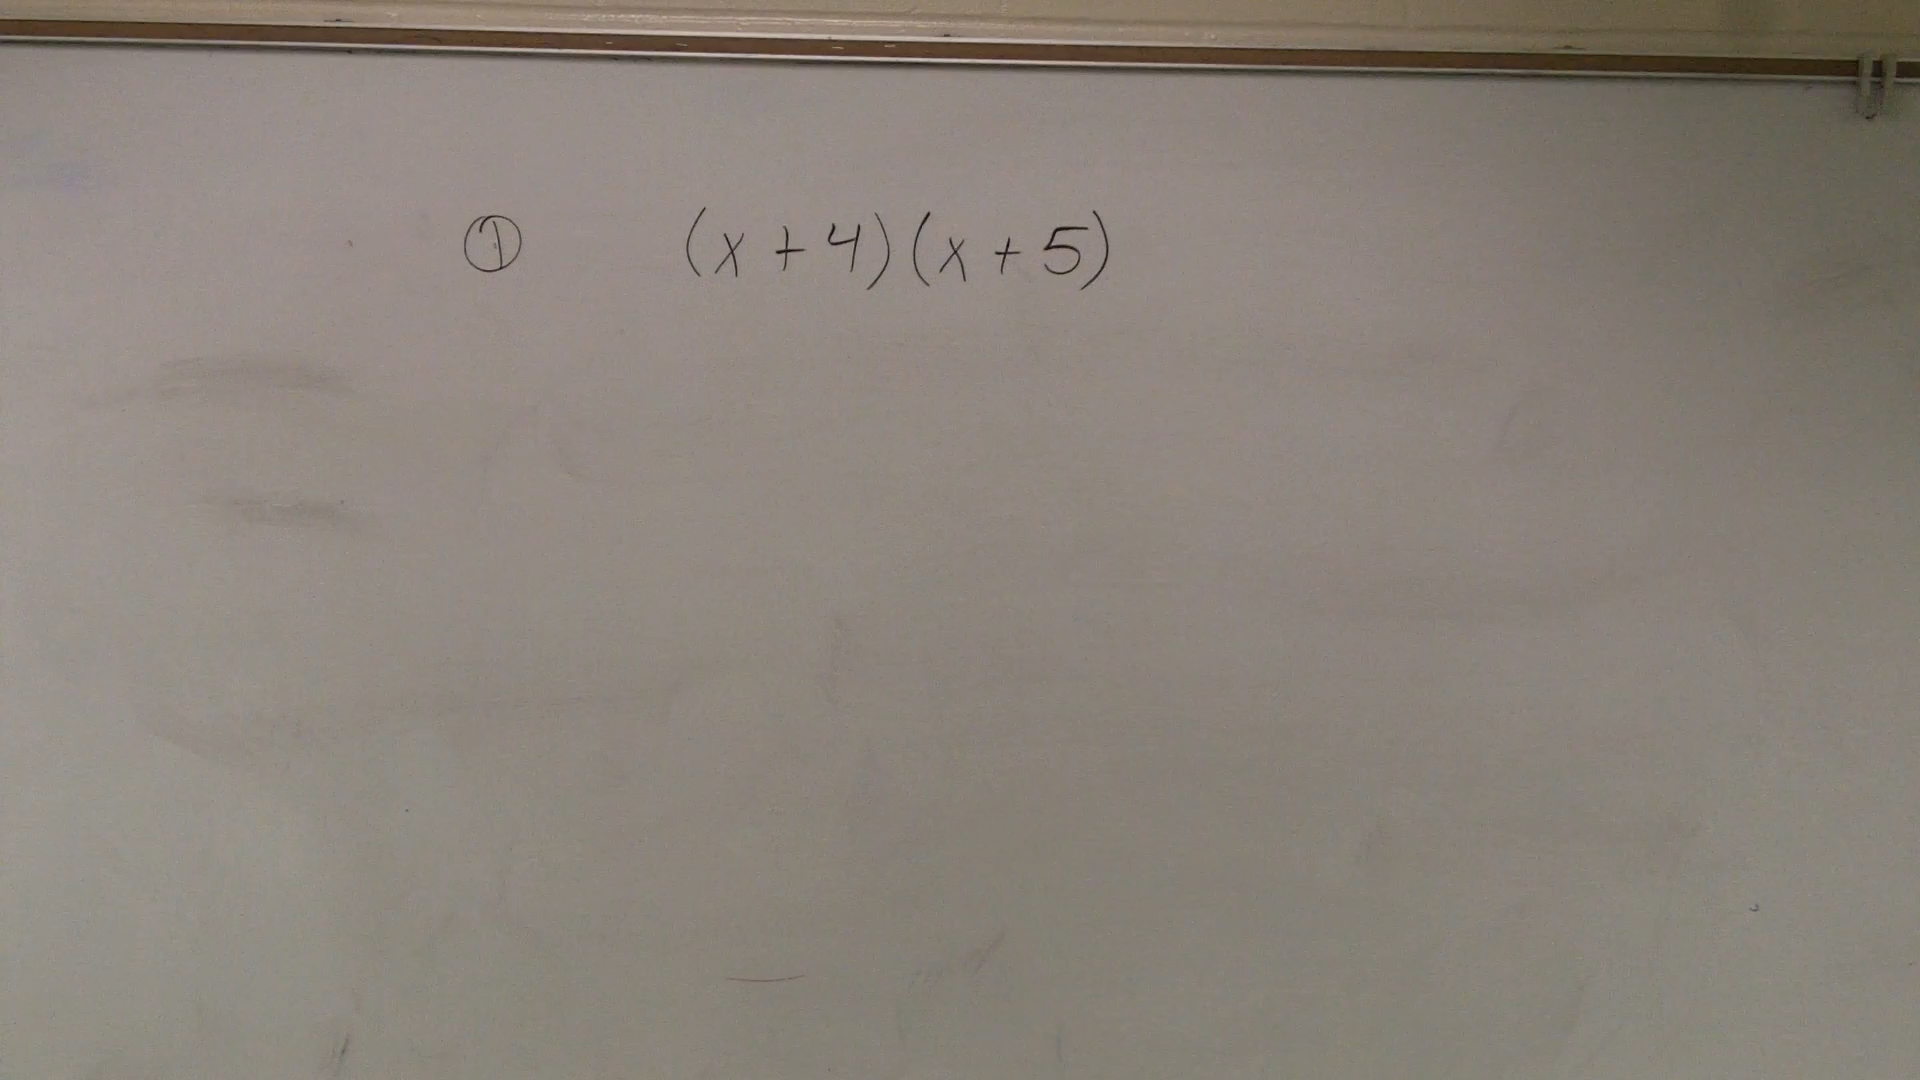 ① (x + 4)(x + 5)